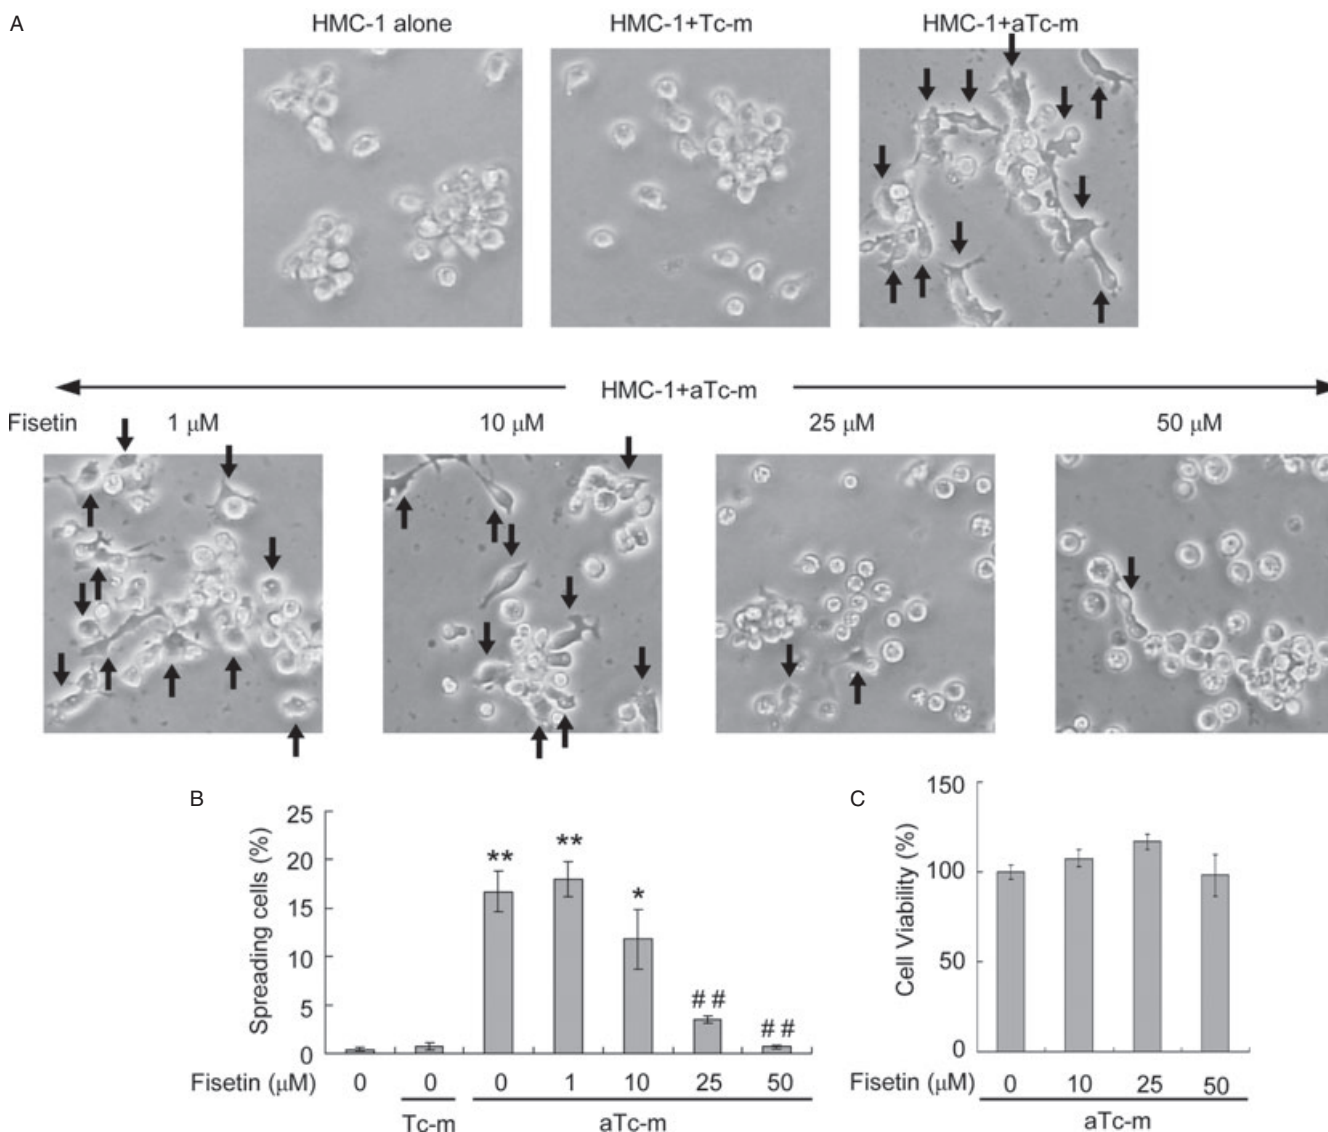 A
HMC-1 alone
HMC-1+Tc-m
HMC-1+aTc-m
HMC-1+aTc-m
Fisetin 1 μM 10 μM 25 μM 50 μM
B
Spreading cells (%)
25
20
15
10
5
0
** ** * ## ##
Fisetin (μM) 0 0 0 1 10 25 50
Tc-m aTc-m
C
Cell Viability (%)
150
100
50
0
Fisetin (μM) 0 10 25 50
aTc-m